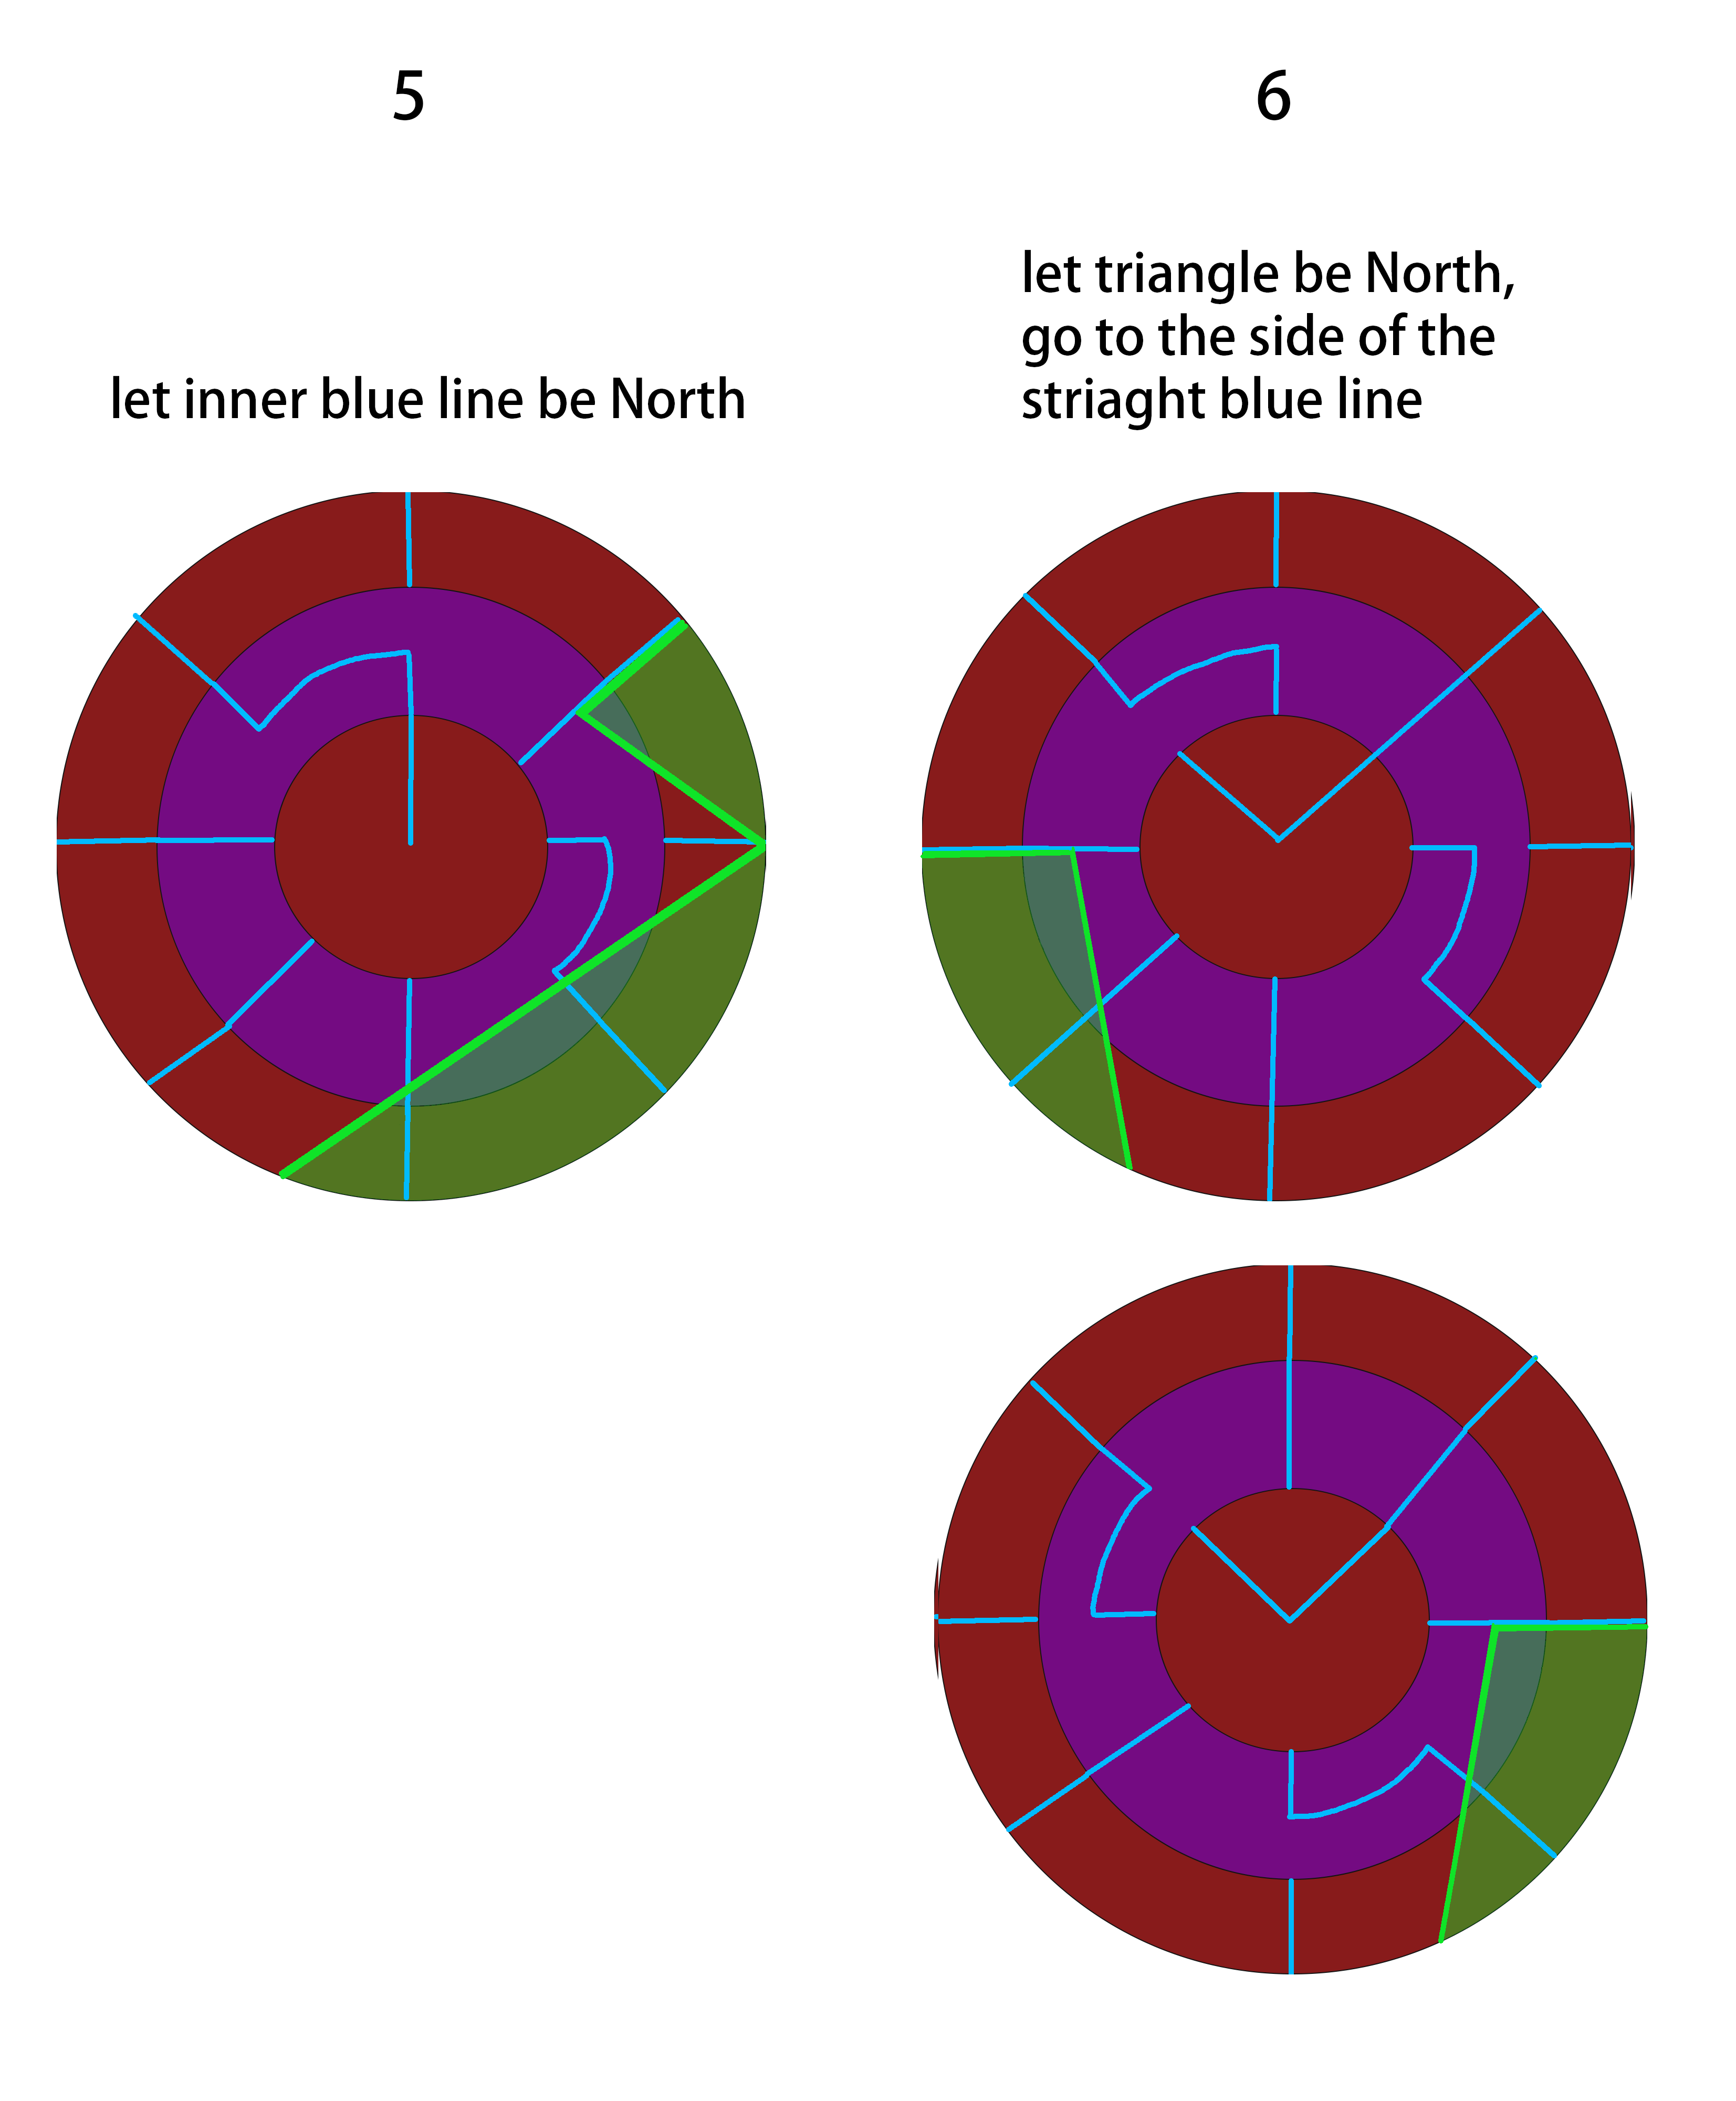 5
6
let inner blue line be North
let triangle be North,
go to the side of the
striaght blue line